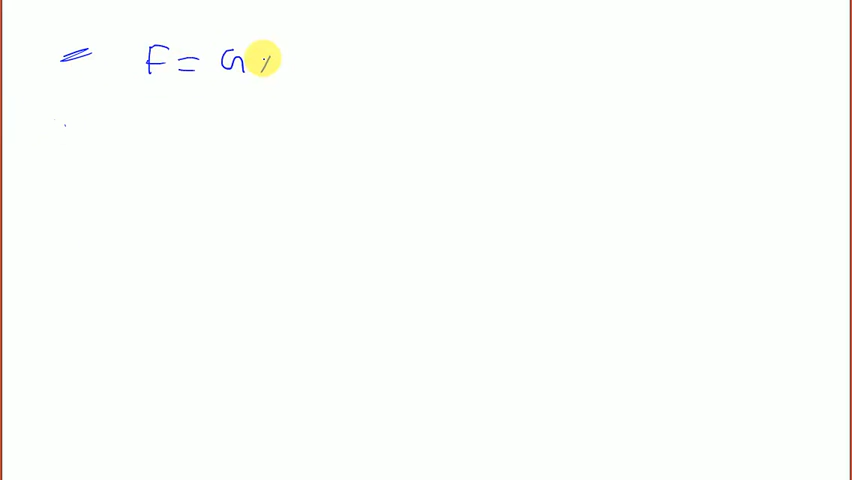 F = G